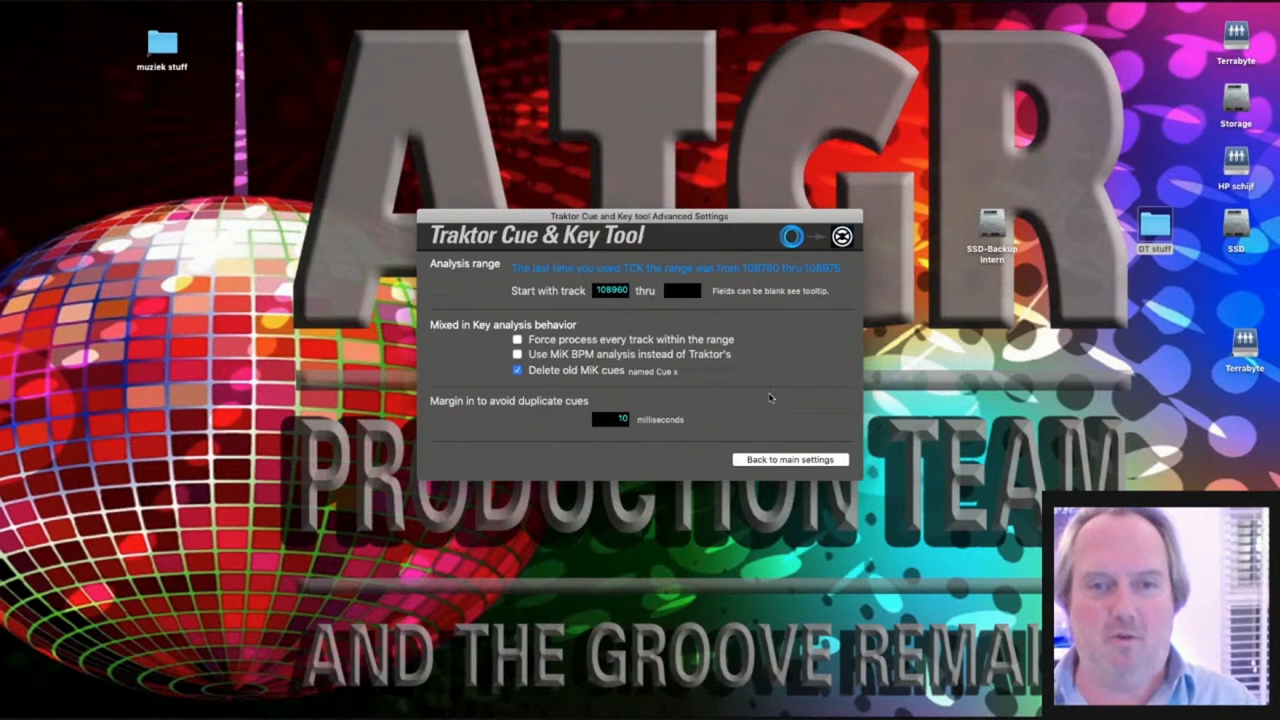 ATGR
muziek stuff
Terrabyte
Storage
HP schijf
SSD-Backup
Intern
DT stuff
SSD
Terrabyte
Traktor Cue and Key tool Advanced Settings
Traktor Cue & Key Tool
Analysis range
The last time you used TCK the range was from 108750 thru 108975
Start with track 108960 thru Fields can be blank see tooltip.
Mixed in Key analysis behavior
Force process every track within the range
Use MiK BPM analysis instead of Traktor's
Delete old MiK cues named Cue x
Margin in to avoid duplicate cues
10 milliseconds
Back to main settings
PRODUCTION TEAM
AND THE GROOVE REMAI